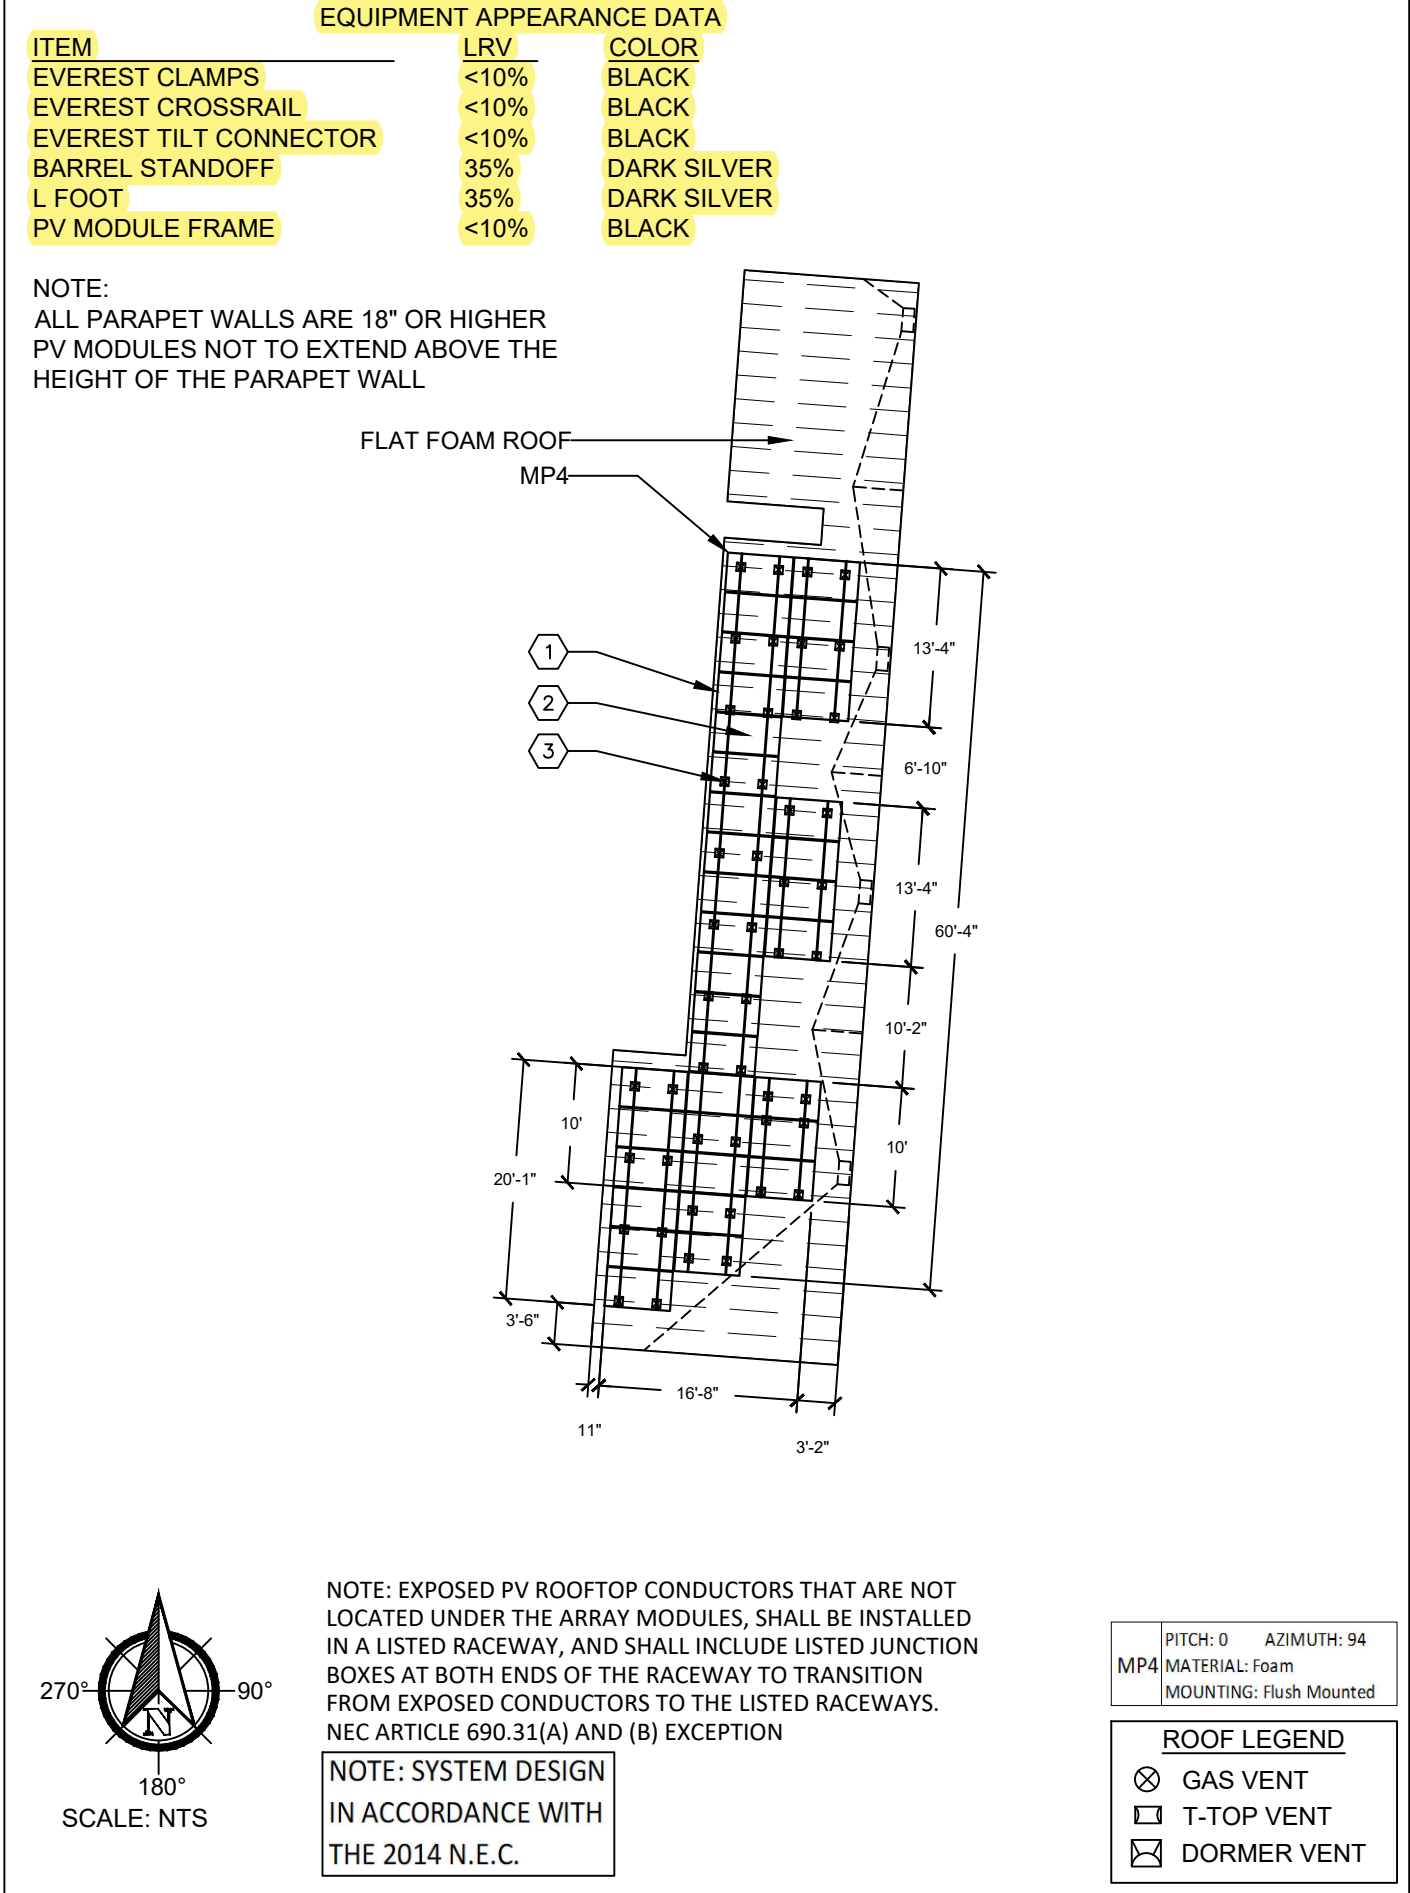 EQUIPMENT APPEARANCE DATA
ITEM LRV COLOR
EVEREST CLAMPS <10% BLACK
EVEREST CROSSRAIL <10% BLACK
EVEREST TILT CONNECTOR <10% BLACK
BARREL STANDOFF 35% DARK SILVER
L FOOT 35% DARK SILVER
PV MODULE FRAME <10% BLACK
NOTE:
ALL PARAPET WALLS ARE 18" OR HIGHER
PV MODULES NOT TO EXTEND ABOVE THE
HEIGHT OF THE PARAPET WALL
FLAT FOAM ROOF
MP4
1
2
3
13'-4"
6'-10"
13'-4"
60'-4"
10'-2"
10'
10'
20'-1"
3'-6"
16'-8"
11"
3'-2"
270°
90°
N
180°
SCALE: NTS
NOTE: EXPOSED PV ROOFTOP CONDUCTORS THAT ARE NOT
LOCATED UNDER THE ARRAY MODULES, SHALL BE INSTALLED
IN A LISTED RACEWAY, AND SHALL INCLUDE LISTED JUNCTION
BOXES AT BOTH ENDS OF THE RACEWAY TO TRANSITION
FROM EXPOSED CONDUCTORS TO THE LISTED RACEWAYS.
NEC ARTICLE 690.31(A) AND (B) EXCEPTION
NOTE: SYSTEM DESIGN
IN ACCORDANCE WITH
THE 2014 N.E.C.
MP4
PITCH: 0 AZIMUTH: 94
MATERIAL: Foam
MOUNTING: Flush Mounted
ROOF LEGEND
GAS VENT
T-TOP VENT
DORMER VENT